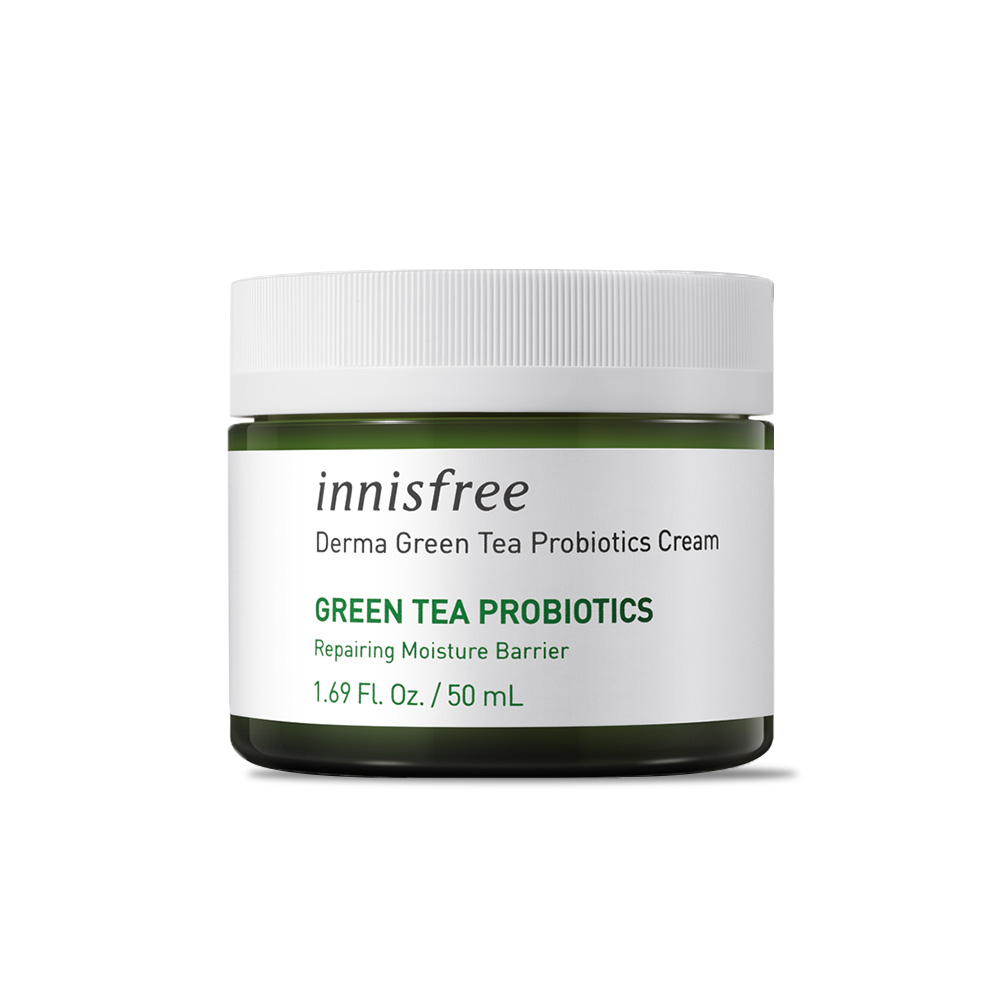 innisfree
Derma Green Tea Probiotics Cream
GREEN TEA PROBIOTICS
Repairing Moisture Barrier
1.69 Fl. Oz. / 50 mL